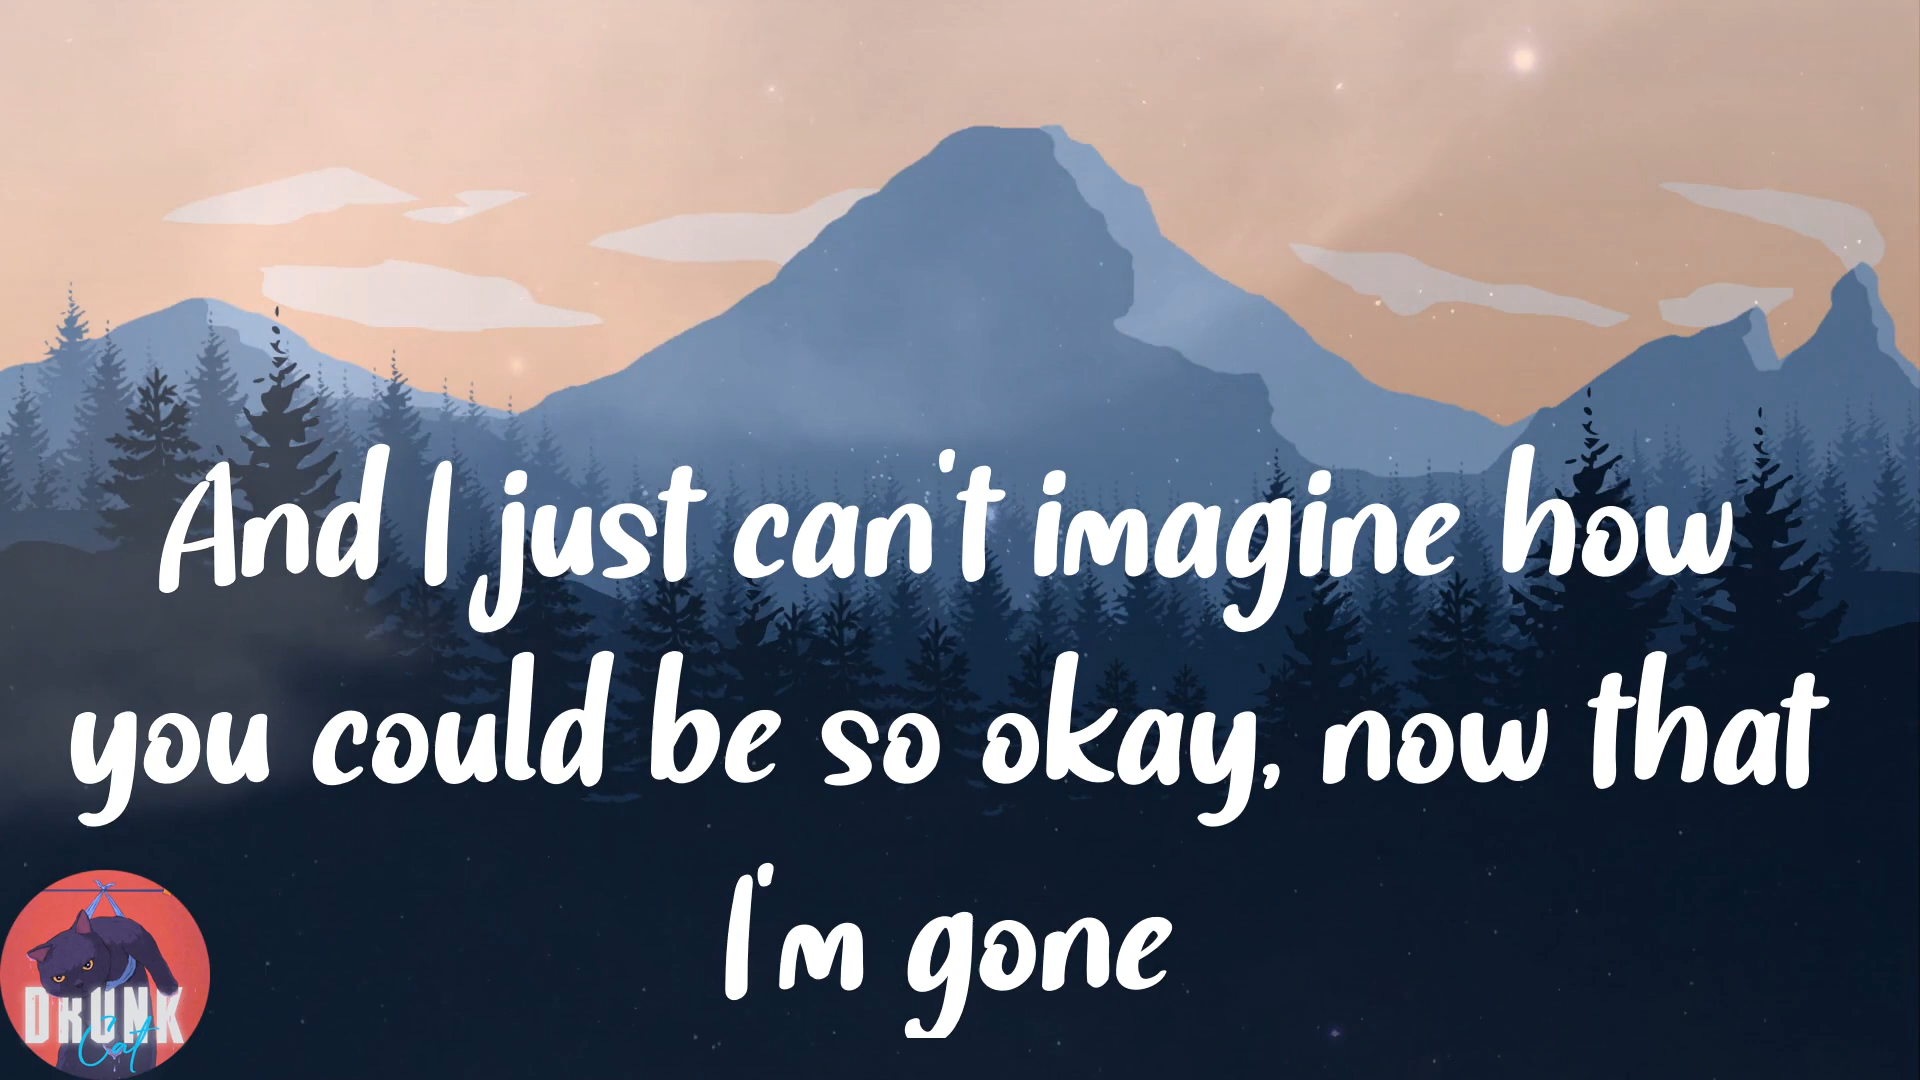 And I just can't imagine how
you could be so okay, now that
I'm gone
DRUNK
Cat